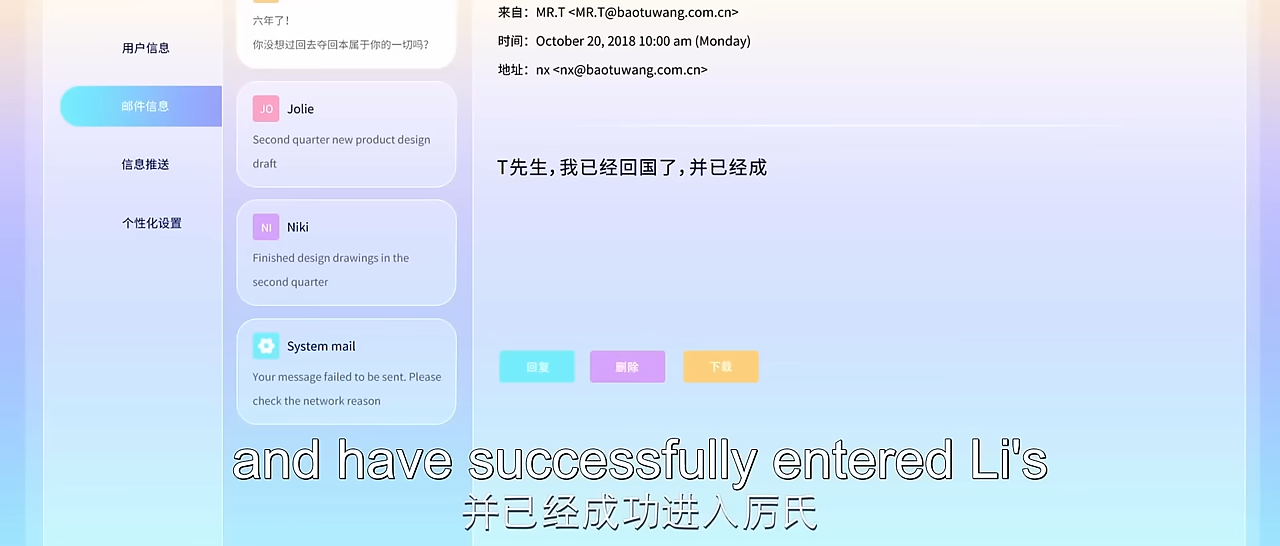 用户信息
邮件信息
信息推送
个性化设置
六年了!
你没想过回去夺回本属于你的一切吗?
JO Jolie
Second quarter new product design
draft
NI Niki
Finished design drawings in the
second quarter
System mail
Your message failed to be sent. Please
check the network reason
来自: MR.T <MR.T@baotuwang.com.cn>
时间: October 20, 2018 10:00 am (Monday)
地址: nx <nx@baotuwang.com.cn>
T先生,我已经回国了,并已经成
回复 删除 下载
and have successfully entered Li's
并已经成功进入厉氏